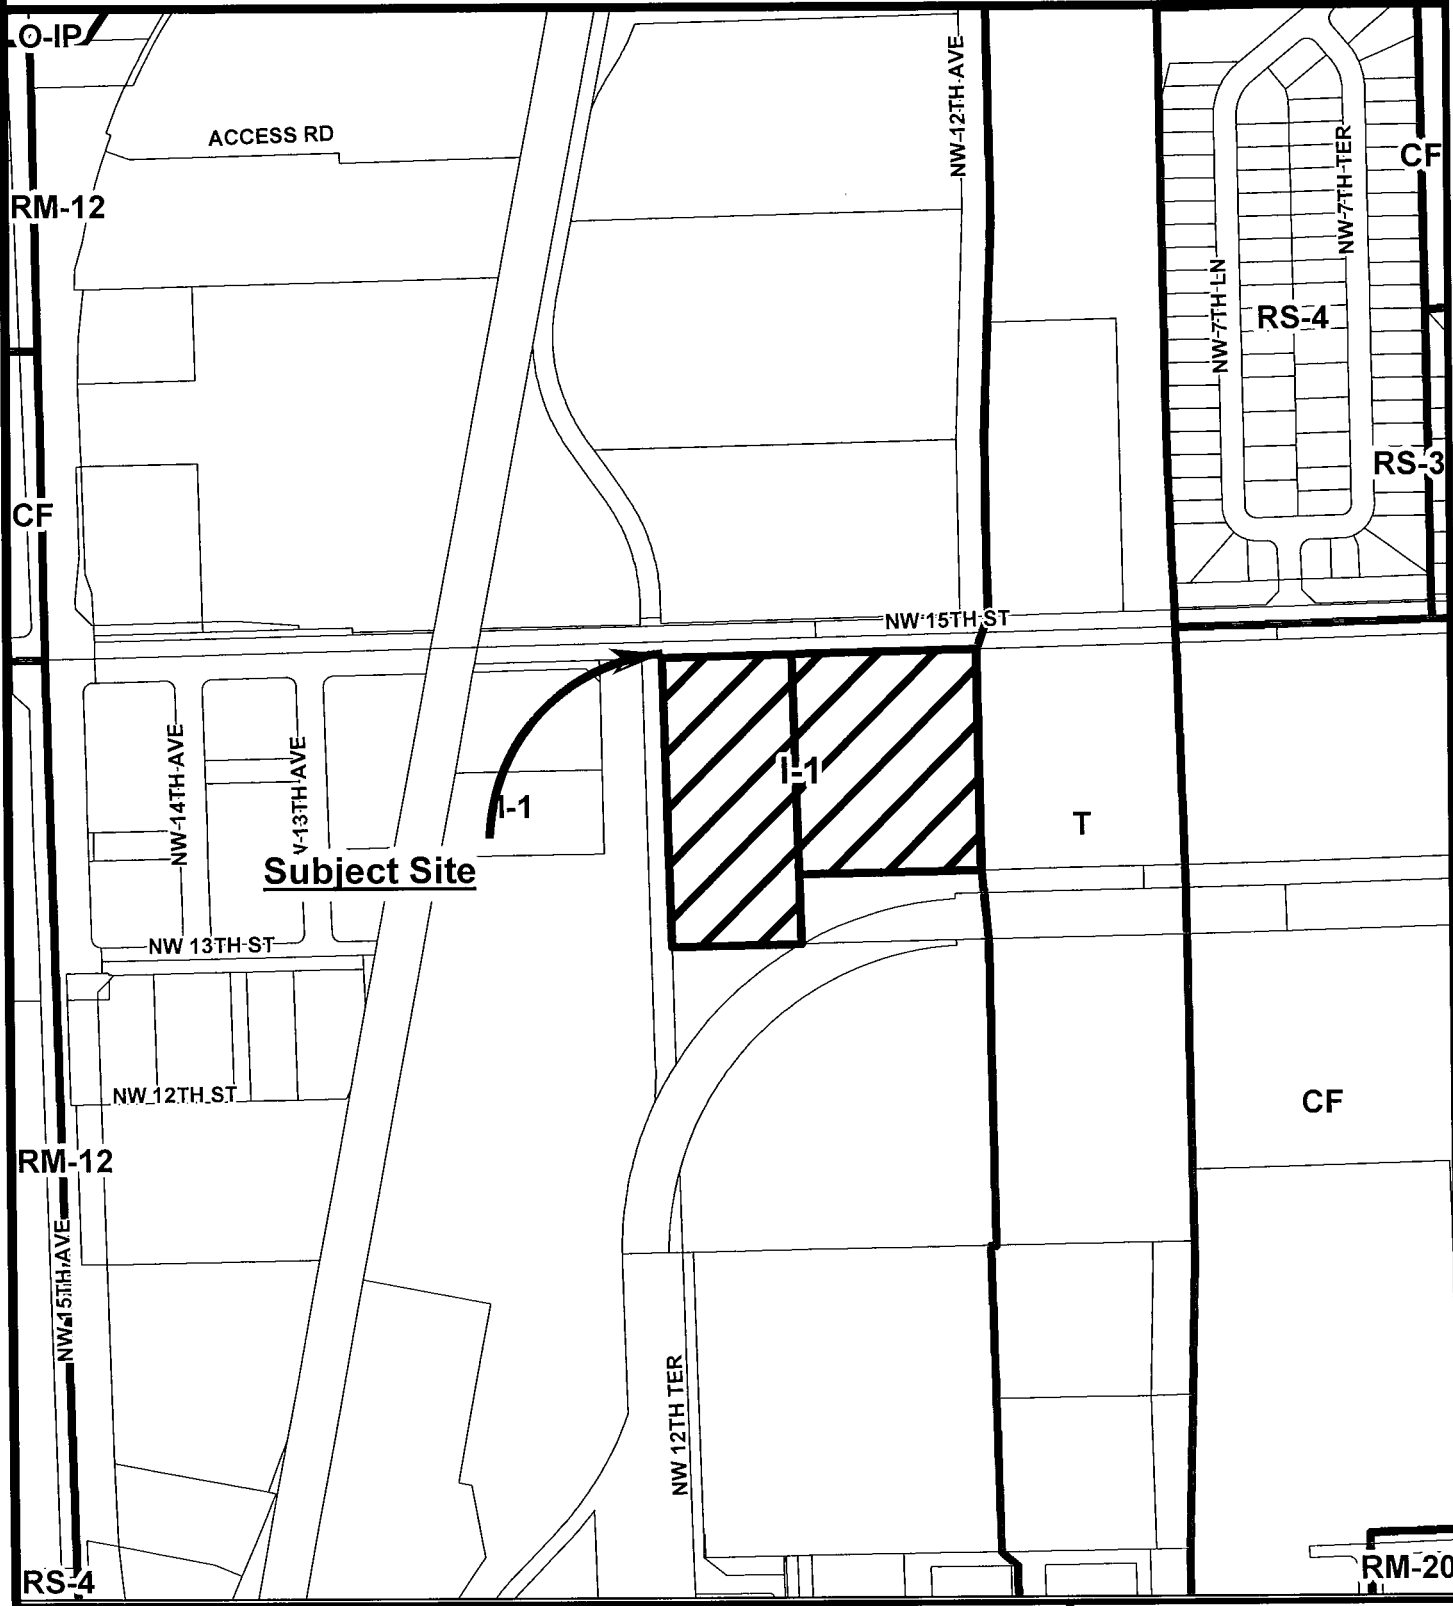 O-IP
NW 12TH AVE
ACCESS RD
NW 7TH TER
CF
RM-12
NW 7TH LN
RS-4
RS-3
CF
NW 15TH ST
NW 14TH AVE
V 13TH AVE
I-1
I-1
T
Subject Site
NW 13TH ST
NW 12TH ST
CF
RM-12
NW 15TH AVE
NW 12TH TER
RM-20
RS-4